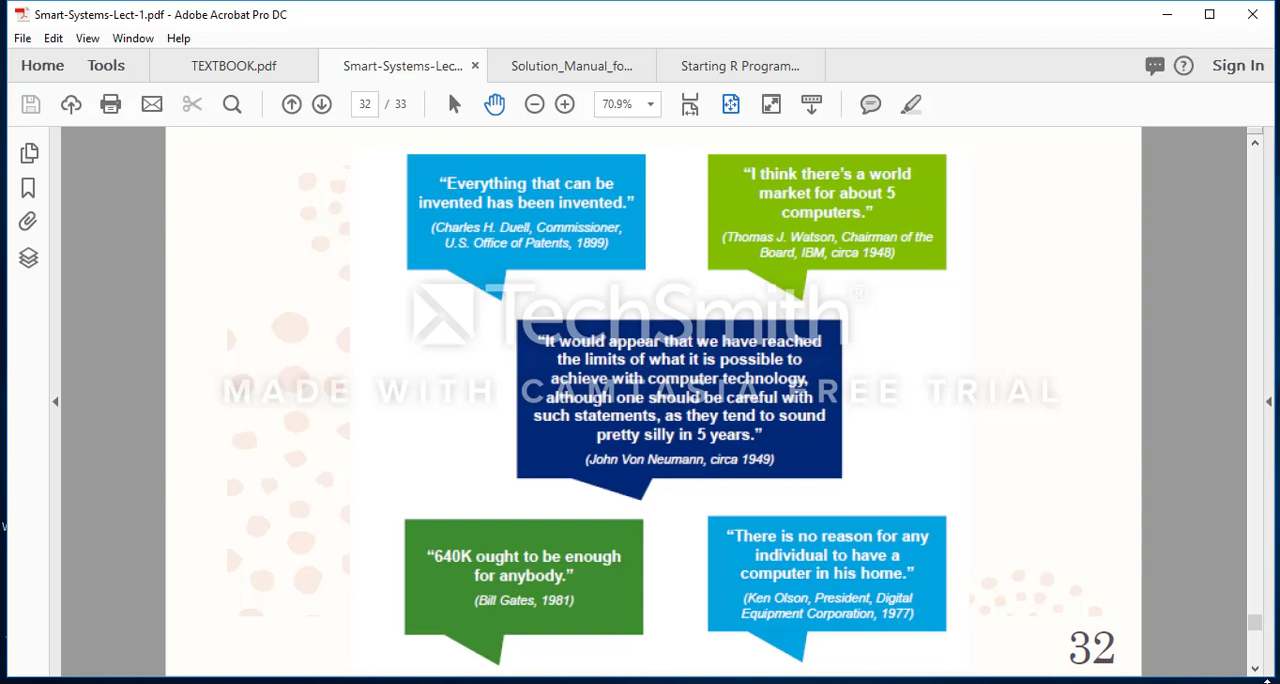 Smart-Systems-Lect-1.pdf - Adobe Acrobat Pro DC
File Edit View Window Help
Home Tools TEXTBOOK.pdf Smart-Systems-Lec... × Solution_Manual_fo... Starting R Program... Sign In
32 / 33 70.9%
“Everything that can be
invented has been invented.”
(Charles H. Duell, Commissioner,
U.S. Office of Patents, 1899)
“I think there’s a world
market for about 5
computers.”
(Thomas J. Watson, Chairman of the
Board, IBM, circa 1948)
TechSmith®
MADE WITH CAMTASIA FREE TRIAL
“It would appear that we have reached
the limits of what it is possible to
achieve with computer technology,
although one should be careful with
such statements, as they tend to sound
pretty silly in 5 years.”
(John Von Neumann, circa 1949)
“640K ought to be enough
for anybody.”
(Bill Gates, 1981)
“There is no reason for any
individual to have a
computer in his home.”
(Ken Olson, President, Digital
Equipment Corporation, 1977)
32